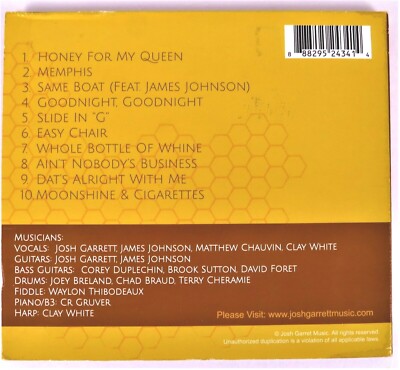 8 88295 24341 4
1 Honey For My Queen
2 Memphis
3 Same Boat (Feat James Johnson)
4 Goodnight, Goodnight
5 Slide In "G"
6 Easy Chair
7 Whole Bottle Of Whine
8 Ain't Nobody's Business
9 Dat's Alright With Me
10 Moonshine & Cigarettes
Musicians:
Vocals: Josh Garrett, James Johnson, Matthew Chauvin, Clay White
Guitars: Josh Garrett, James Johnson
Bass Guitars: Corey Duplechin, Brook Sutton, David Foret
Drums: Joey Breland, Chad Braud, Terry Cheramie
Fiddle: Waylon Thibodeaux
Piano/B3: CR Gruver
Harp: Clay White
Please Visit: www.joshgarrettmusic.com
© Josh Garret Music. All rights reserved
Unauthorized duplication is a violation of all applicable laws.